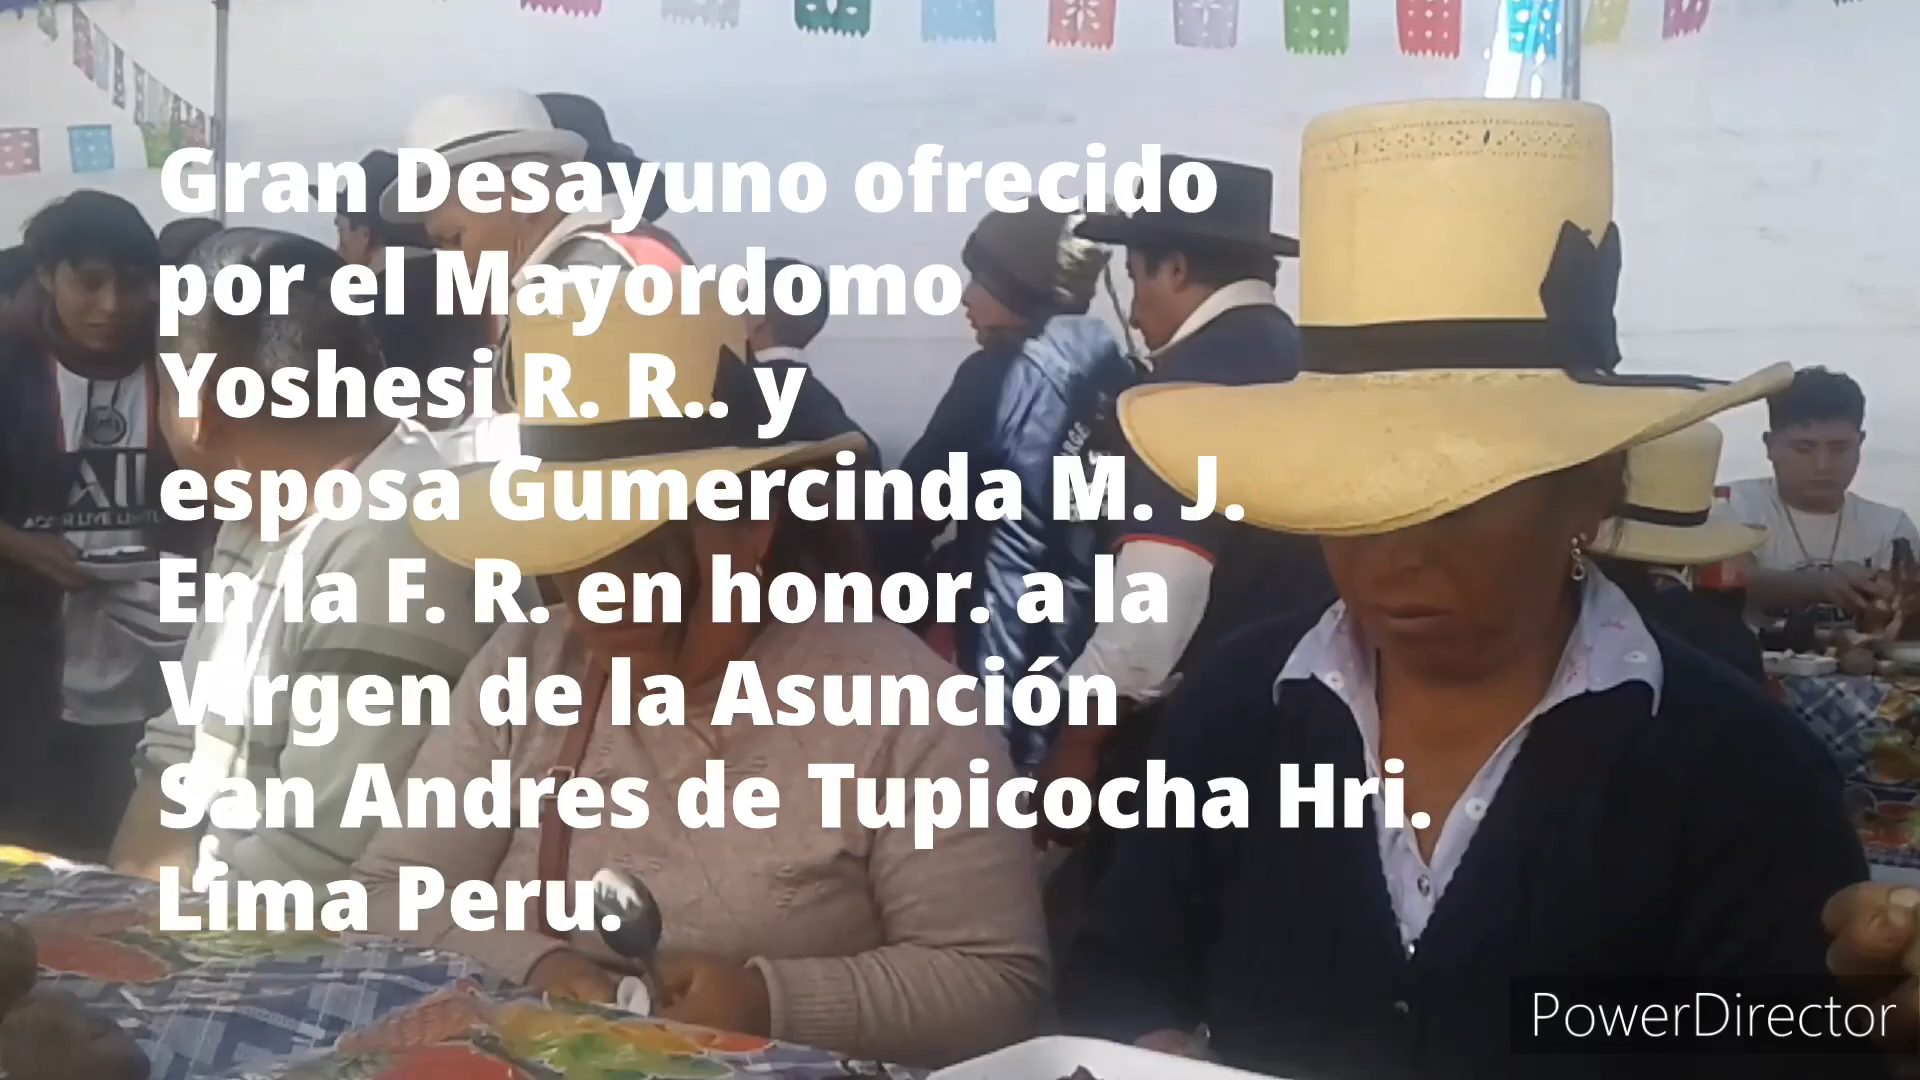 Gran Desayuno ofrecido
por el Mayordomo
Yoshesi R. R.. y
esposa Gumercinda M. J.
En la F. R. en honor. a la
Virgen de la Asunción
San Andres de Tupicocha Hri.
Lima Peru.
PowerDirector